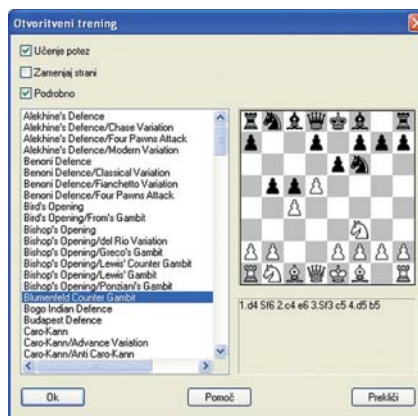 Otvoritveni trening
Učenje potez
Zamenjaj strani
Podrobno
Alekhine's Defence
Alekhine's Defence/Chase Variation
Alekhine's Defence/Four Pawns Attack
Alekhine's Defence/Modern Variation
Benoni Defence
Benoni Defence/Classical Variation
Benoni Defence/Fianchetto Variation
Benoni Defence/Four Pawns Attack
Bird's Opening
Bird's Opening/From's Gambit
Bishop's Opening
Bishop's Opening/del Rio Variation
Bishop's Opening/Greco's Gambit
Bishop's Opening/Lewis' Counter Gambit
Bishop's Opening/Lewis' Gambit
Bishop's Opening/Ponziani's Gambit
Blumenfeld Counter Gambit
Bogo Indian Defence
Budapest Defence
Caro-Kann
Caro-Kann/Advance Variation
Caro-Kann/Anti Caro-Kann
1.d4 Sf6 2.c4 e6 3.Sf3 c5 4.d5 b5
Ok
Pomoč
Prekliči